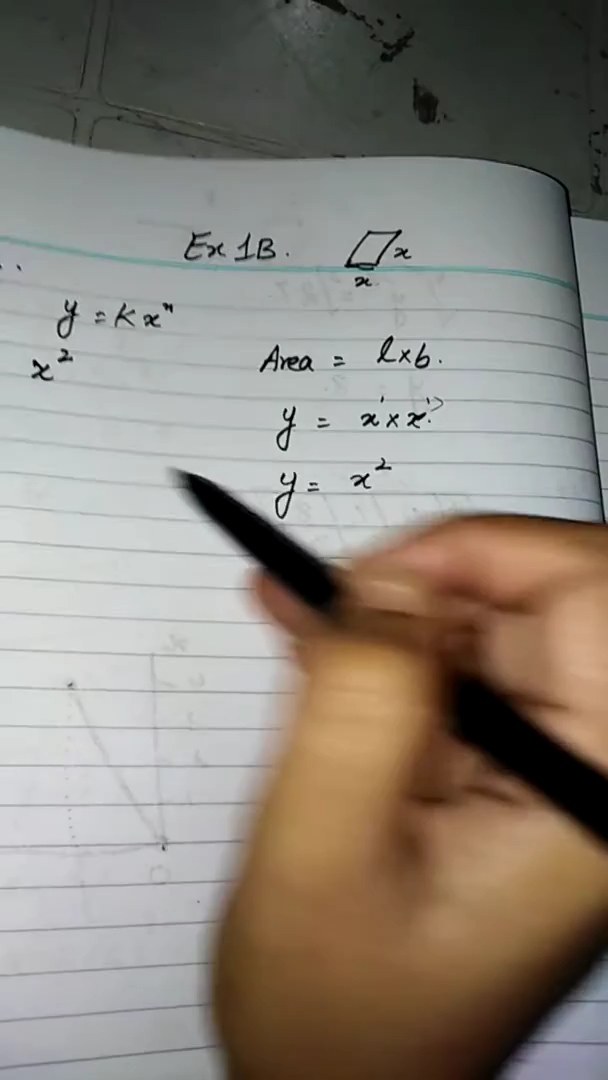 Ex 1B.
x
x
y = kxⁿ
x²
Area = l×b.
y = x¹ × x¹
y = x²